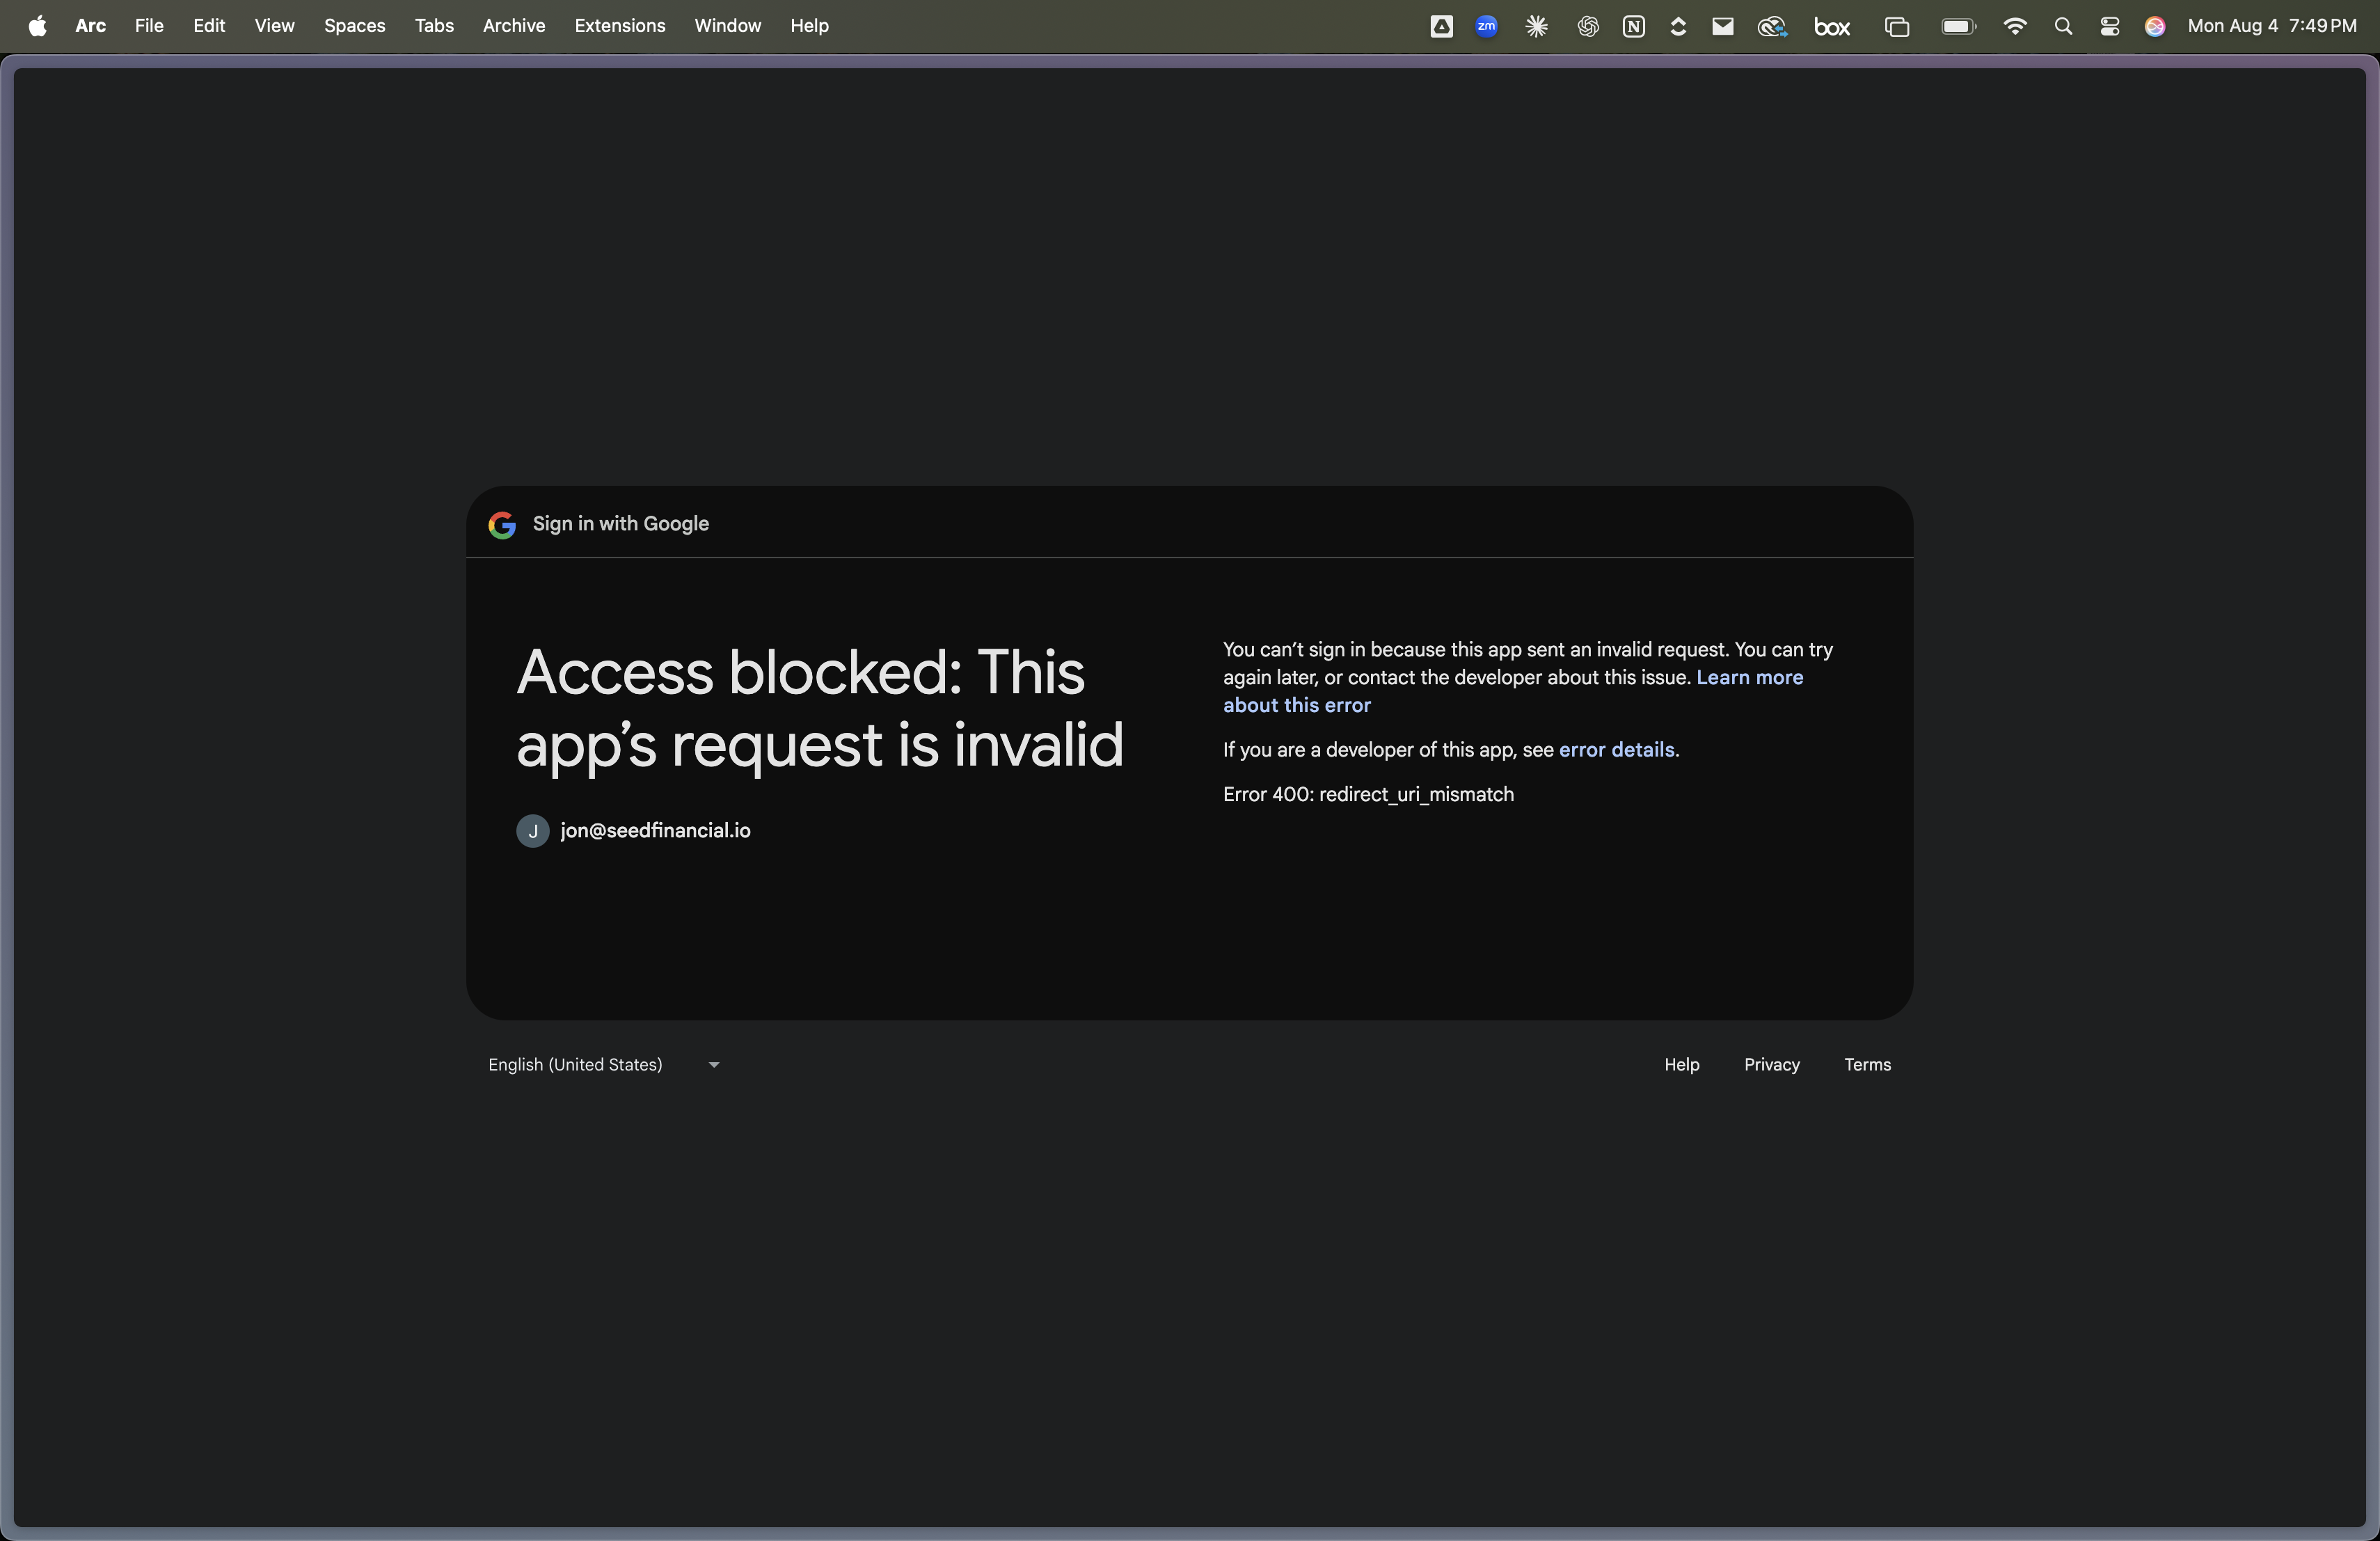 Arc File Edit View Spaces Tabs Archive Extensions Window Help zm N box Mon Aug 4 7:49 PM
Sign in with Google
Access blocked: This
app’s request is invalid
J jon@seedfinancial.io
You can’t sign in because this app sent an invalid request. You can try
again later, or contact the developer about this issue. Learn more
about this error
If you are a developer of this app, see error details.
Error 400: redirect_uri_mismatch
English (United States) Help Privacy Terms